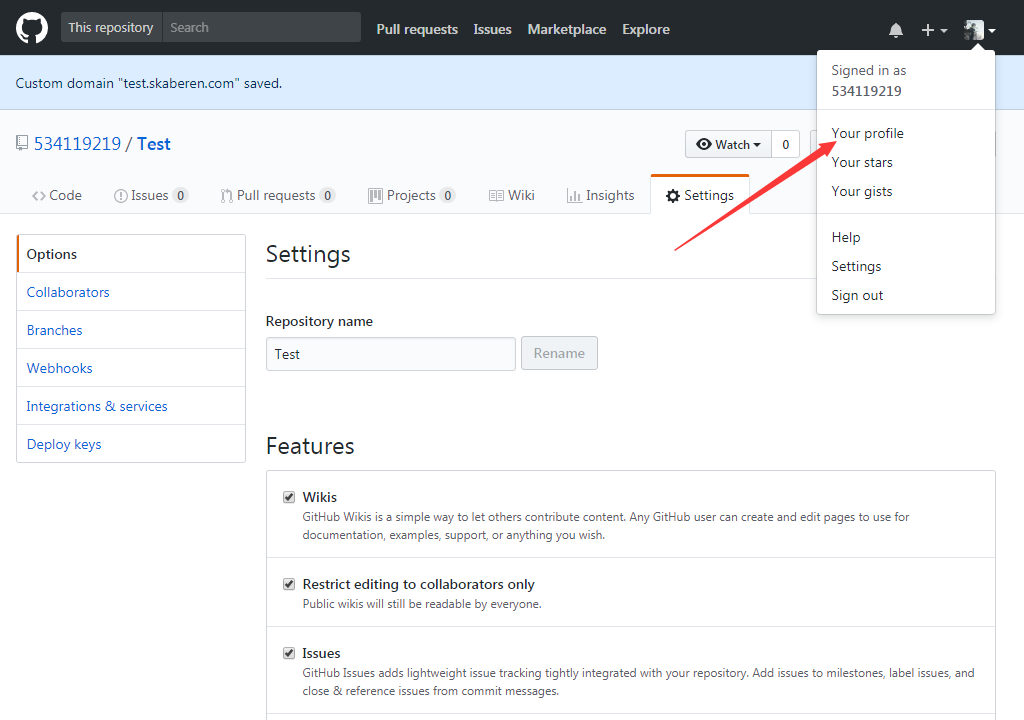 This repository Search Pull requests Issues Marketplace Explore
Custom domain "test.skaberen.com" saved.
Signed in as
534119219
Your profile
Your stars
Your gists
Help
Settings
Sign out
534119219 / Test
Watch 0
Code Issues 0 Pull requests 0 Projects 0 Wiki Insights Settings
Options
Collaborators
Branches
Webhooks
Integrations & services
Deploy keys
Settings
Repository name
Test Rename
Features
Wikis
GitHub Wikis is a simple way to let others contribute content. Any GitHub user can create and edit pages to use for
documentation, examples, support, or anything you wish.
Restrict editing to collaborators only
Public wikis will still be readable by everyone.
Issues
GitHub Issues adds lightweight issue tracking tightly integrated with your repository. Add issues to milestones, label issues, and
close & reference issues from commit messages.